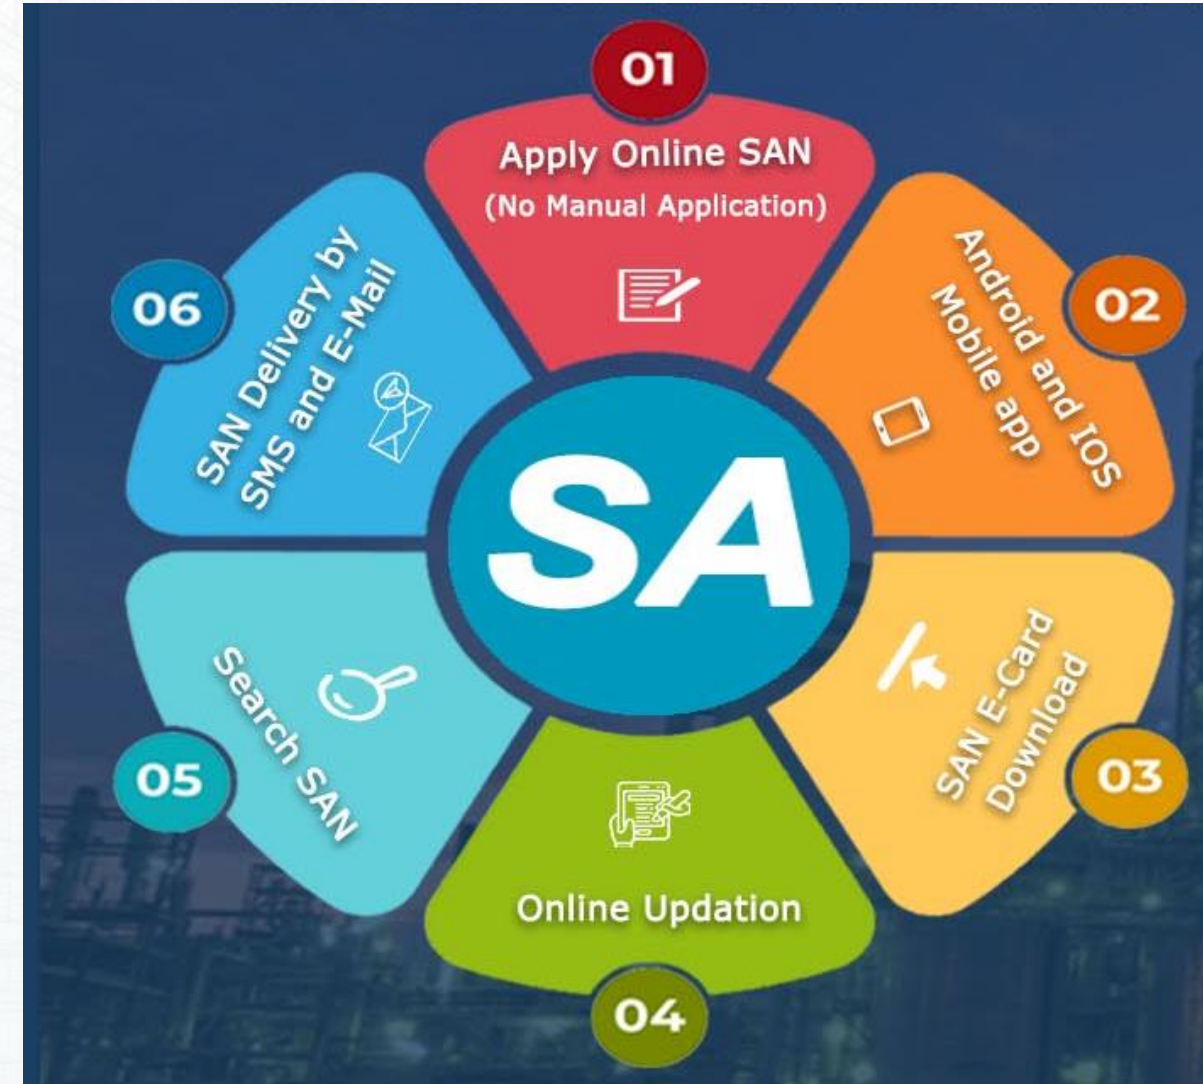 01
Apply Online SAN
(No Manual Application)
02
Android and IOS
Mobile app
03
SAN E-Card
Download
04
Online Updation
05
Search SAN
06
SAN Delivery by
SMS and E-Mail
SA